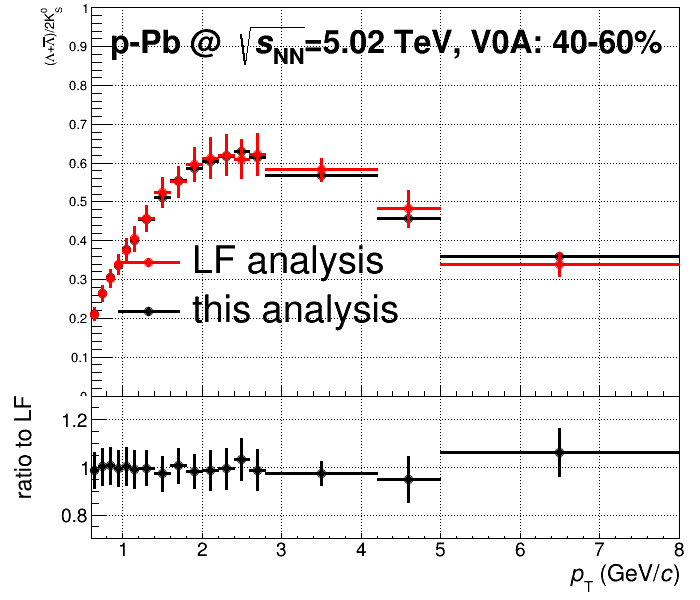 (Λ+Λ̅)/2K⁰S
p-Pb @ √sNN=5.02 TeV, V0A: 40-60%
1
0.9
0.8
0.7
0.6
0.5
0.4
0.3
0.2
0.1
0
LF analysis
this analysis
ratio to LF
1.2
1
0.8
1 2 3 4 5 6 7 8
pT (GeV/c)